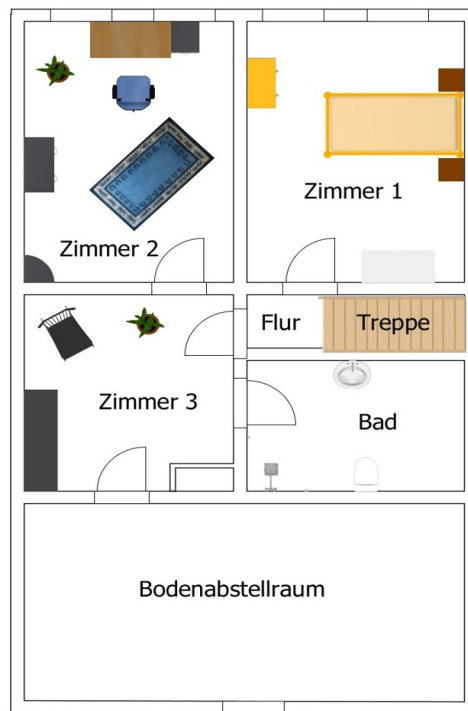 Zimmer 1
Zimmer 2
Flur
Treppe
Zimmer 3
Bad
Bodenabstellraum